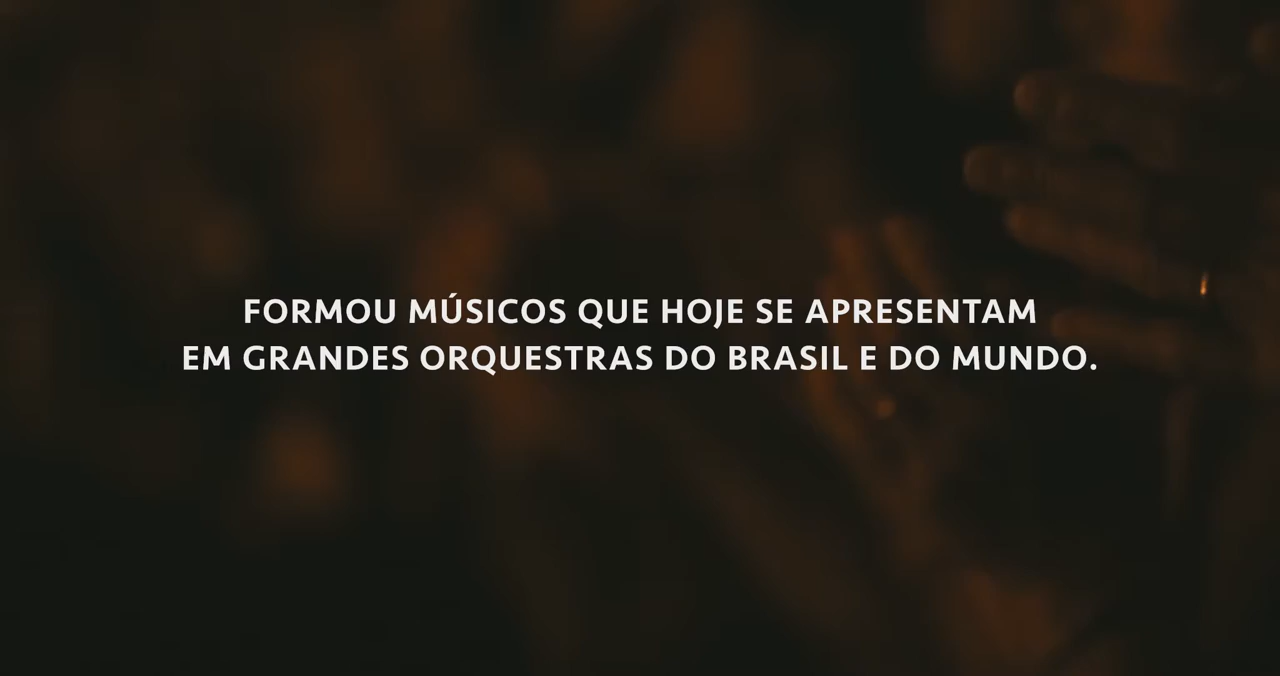 FORMOU MÚSICOS QUE HOJE SE APRESENTAM
EM GRANDES ORQUESTRAS DO BRASIL E DO MUNDO.